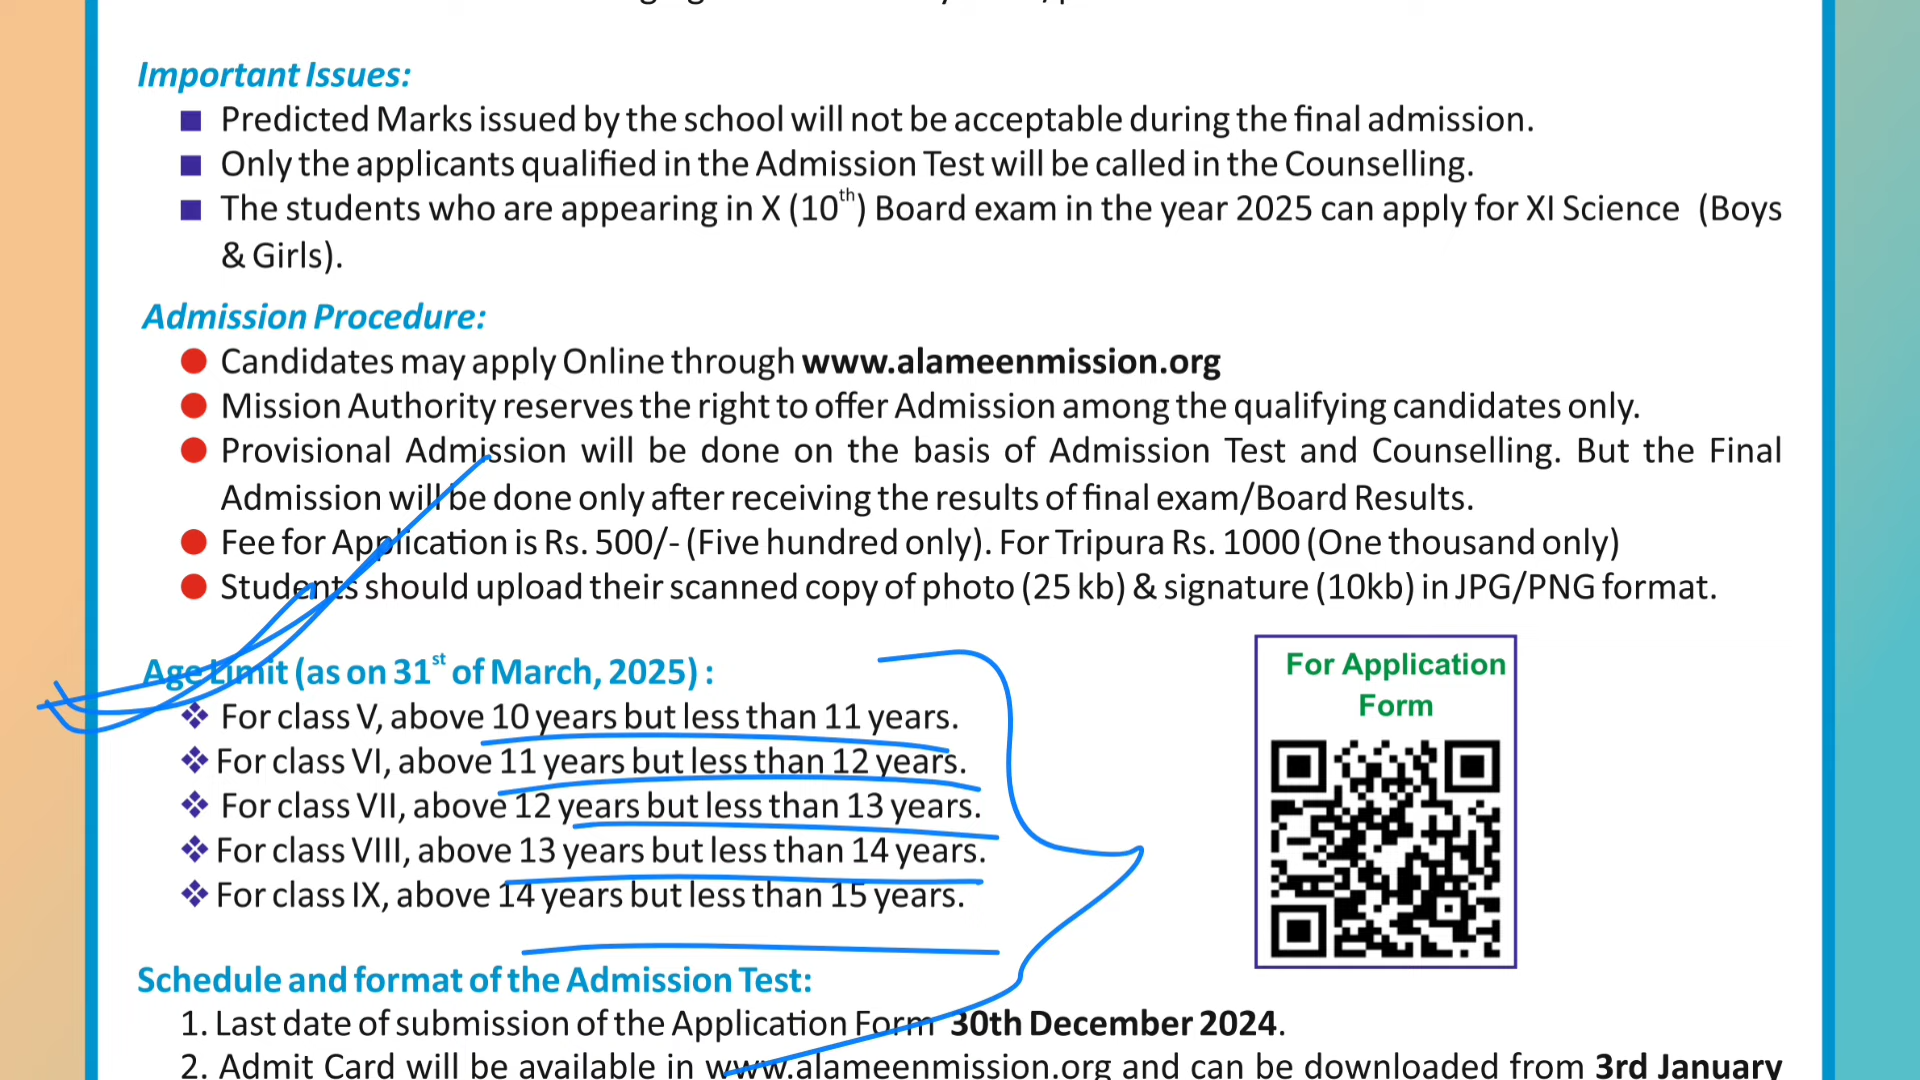 Important Issues:
Predicted Marks issued by the school will not be acceptable during the final admission.
Only the applicants qualified in the Admission Test will be called in the Counselling.
The students who are appearing in X (10th) Board exam in the year 2025 can apply for XI Science (Boys
& Girls).
Admission Procedure:
Candidates may apply Online through www.alameenmission.org
Mission Authority reserves the right to offer Admission among the qualifying candidates only.
Provisional Admission will be done on the basis of Admission Test and Counselling. But the Final
Admission will be done only after receiving the results of final exam/Board Results.
Fee for Application is Rs. 500/- (Five hundred only). For Tripura Rs. 1000 (One thousand only)
Students should upload their scanned copy of photo (25 kb) & signature (10kb) in JPG/PNG format.
Age Limit (as on 31st of March, 2025) :
For class V, above 10 years but less than 11 years.
For class VI, above 11 years but less than 12 years.
For class VII, above 12 years but less than 13 years.
For class VIII, above 13 years but less than 14 years.
For class IX, above 14 years but less than 15 years.
For Application
Form
Schedule and format of the Admission Test:
1. Last date of submission of the Application Form 30th December 2024.
2. Admit Card will be available in www.alameenmission.org and can be downloaded from 3rd January